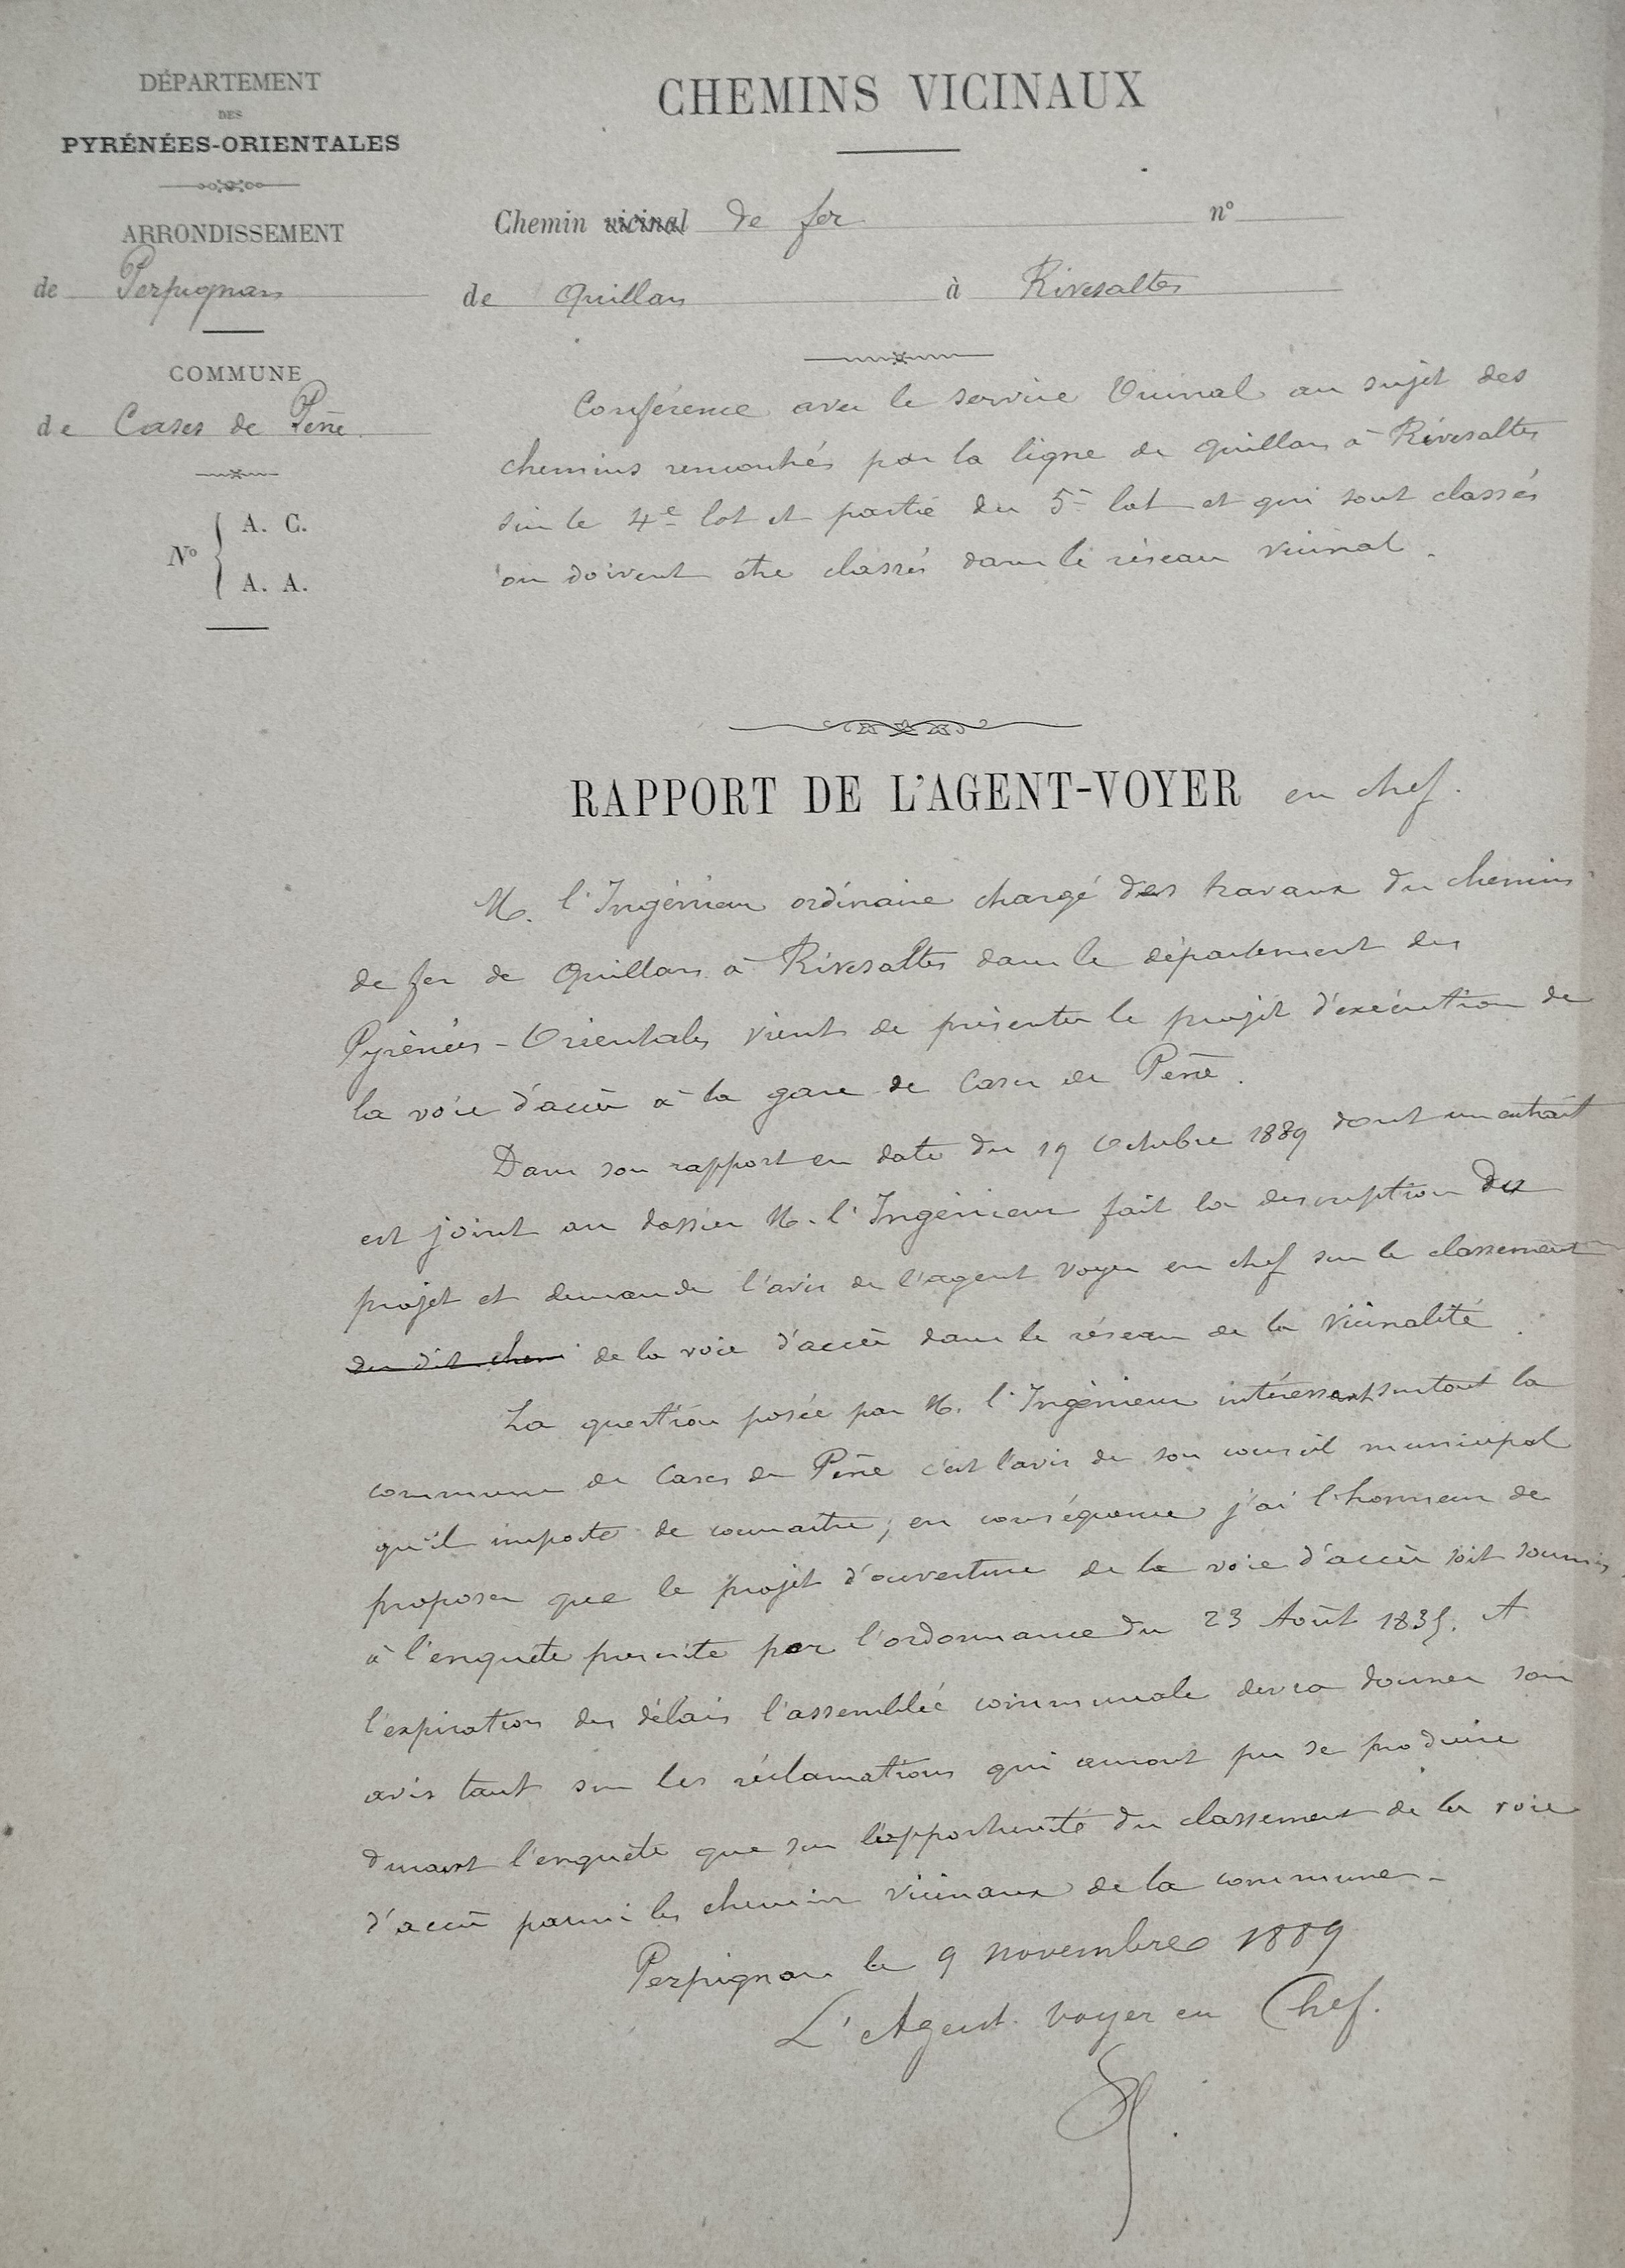 DÉPARTEMENT
DES
PYRÉNÉES-ORIENTALES
ARRONDISSEMENT
de Perpignan
COMMUNE
de Cases de Pène
N° A. C.
A. A.
CHEMINS VICINAUX
Chemin vicinal de fer n°
de Quillan à Rivesaltes
Conférence avec le service Vicinal au sujet des
chemins rencontrés par la ligne de Quillan à Rivesaltes
sur le 4e lot et partie du 5e lot et qui sont classés
ou doivent être classés dans le réseau vicinal.
RAPPORT DE L'AGENT-VOYER en chef.
M. l'Ingénieur ordinaire chargé des travaux du chemin
de fer de Quillan à Rivesaltes dans le département des
Pyrénées-Orientales vient de présenter le projet d'exécution de
la voie d'accès à la gare de Cases de Pène.
Dans son rapport en date du 19 Octobre 1889 dont un extrait
est joint au dossier M. l'Ingénieur fait la description du
projet et demande l'avis de l'agent voyer en chef sur le classement
du dit chem de la voie d'accès dans le réseau de la Vicinalité.
La question posée par M. l'Ingénieur intéressant surtout la
commune de Cases de Pène c'est l'avis de son conseil municipal
qu'il importe de connaitre; en conséquence j'ai l'honneur de
proposer que le projet d'ouverture de la voie d'accès soit soumis
à l'enquête prescrite par l'ordonnance du 23 Août 1835. A
l'expiration des délais l'assemblée communale devra donner son
avis tant sur les réclamations qui auront pu se produire
durant l'enquête que sur l'opportunité du classement de la voie
d'accès parmi les chemins vicinaux de la commune.
Perpignan le 9 novembre 1889
L'Agent voyer en Chef.